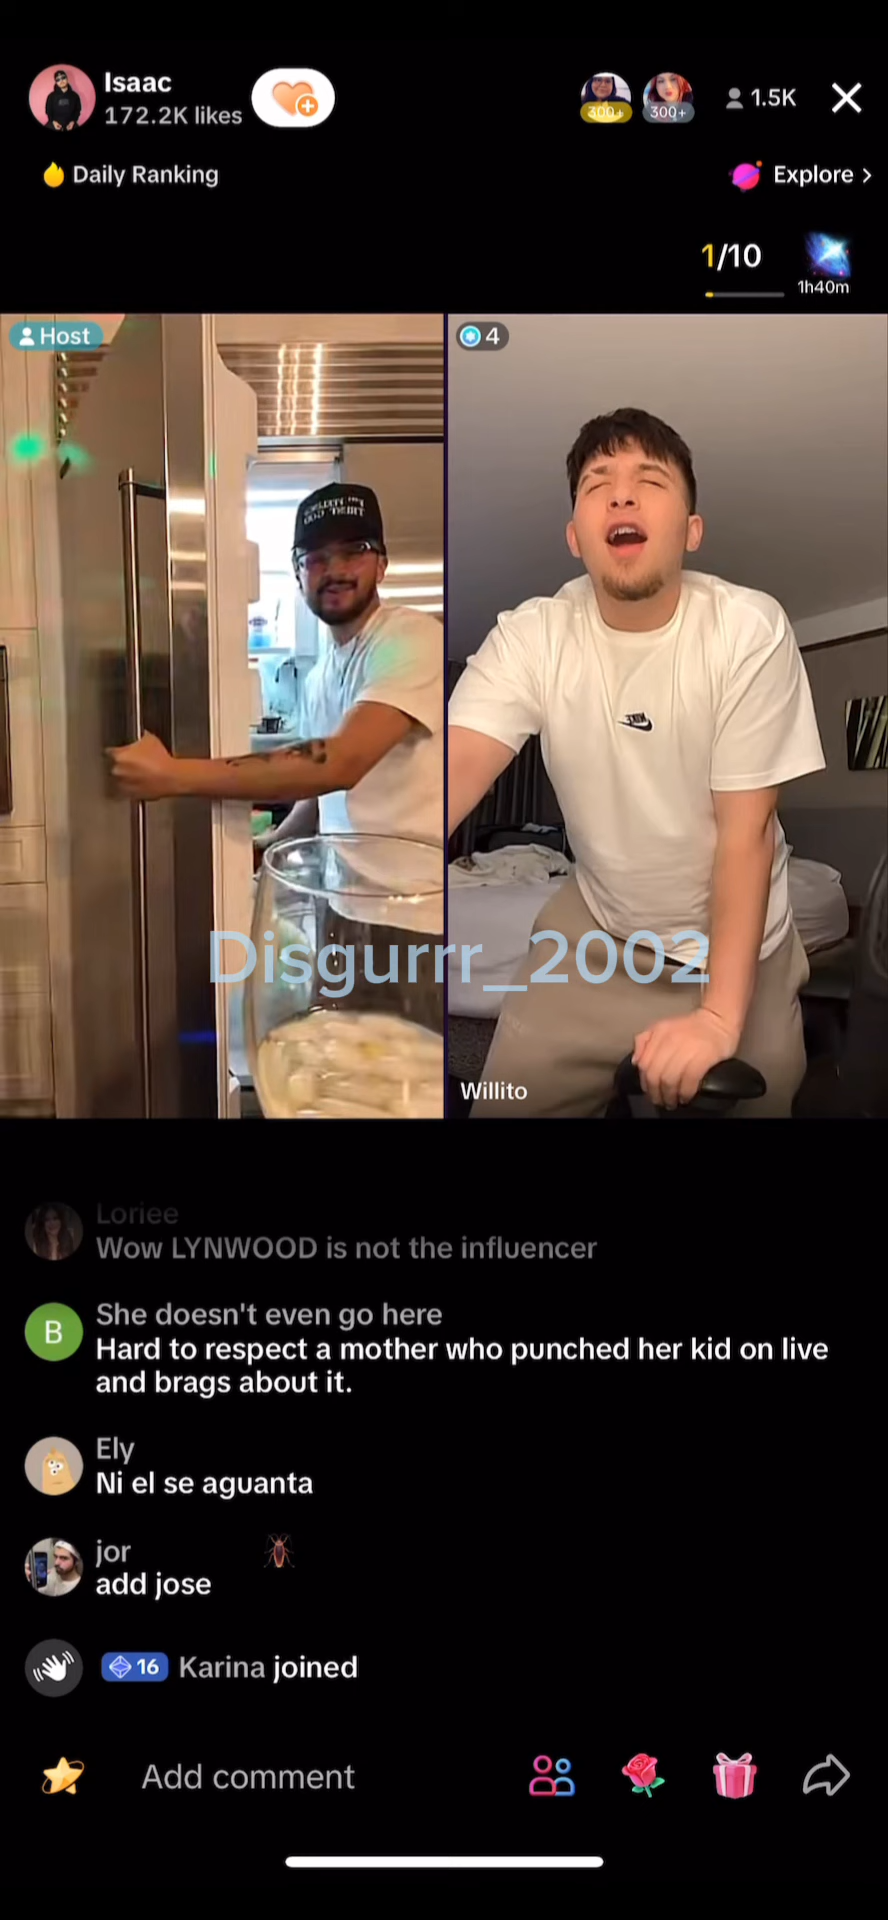 Isaac
172.2K likes
300+
300+
1.5K
Daily Ranking
Explore >
1/10
1h40m
Host
4
Disgurrr_2002
Willito
Loriee
Wow LYNWOOD is not the influencer
B
She doesn't even go here
Hard to respect a mother who punched her kid on live
and brags about it.
Ely
Ni el se aguanta
jor
add jose
16 Karina joined
Add comment